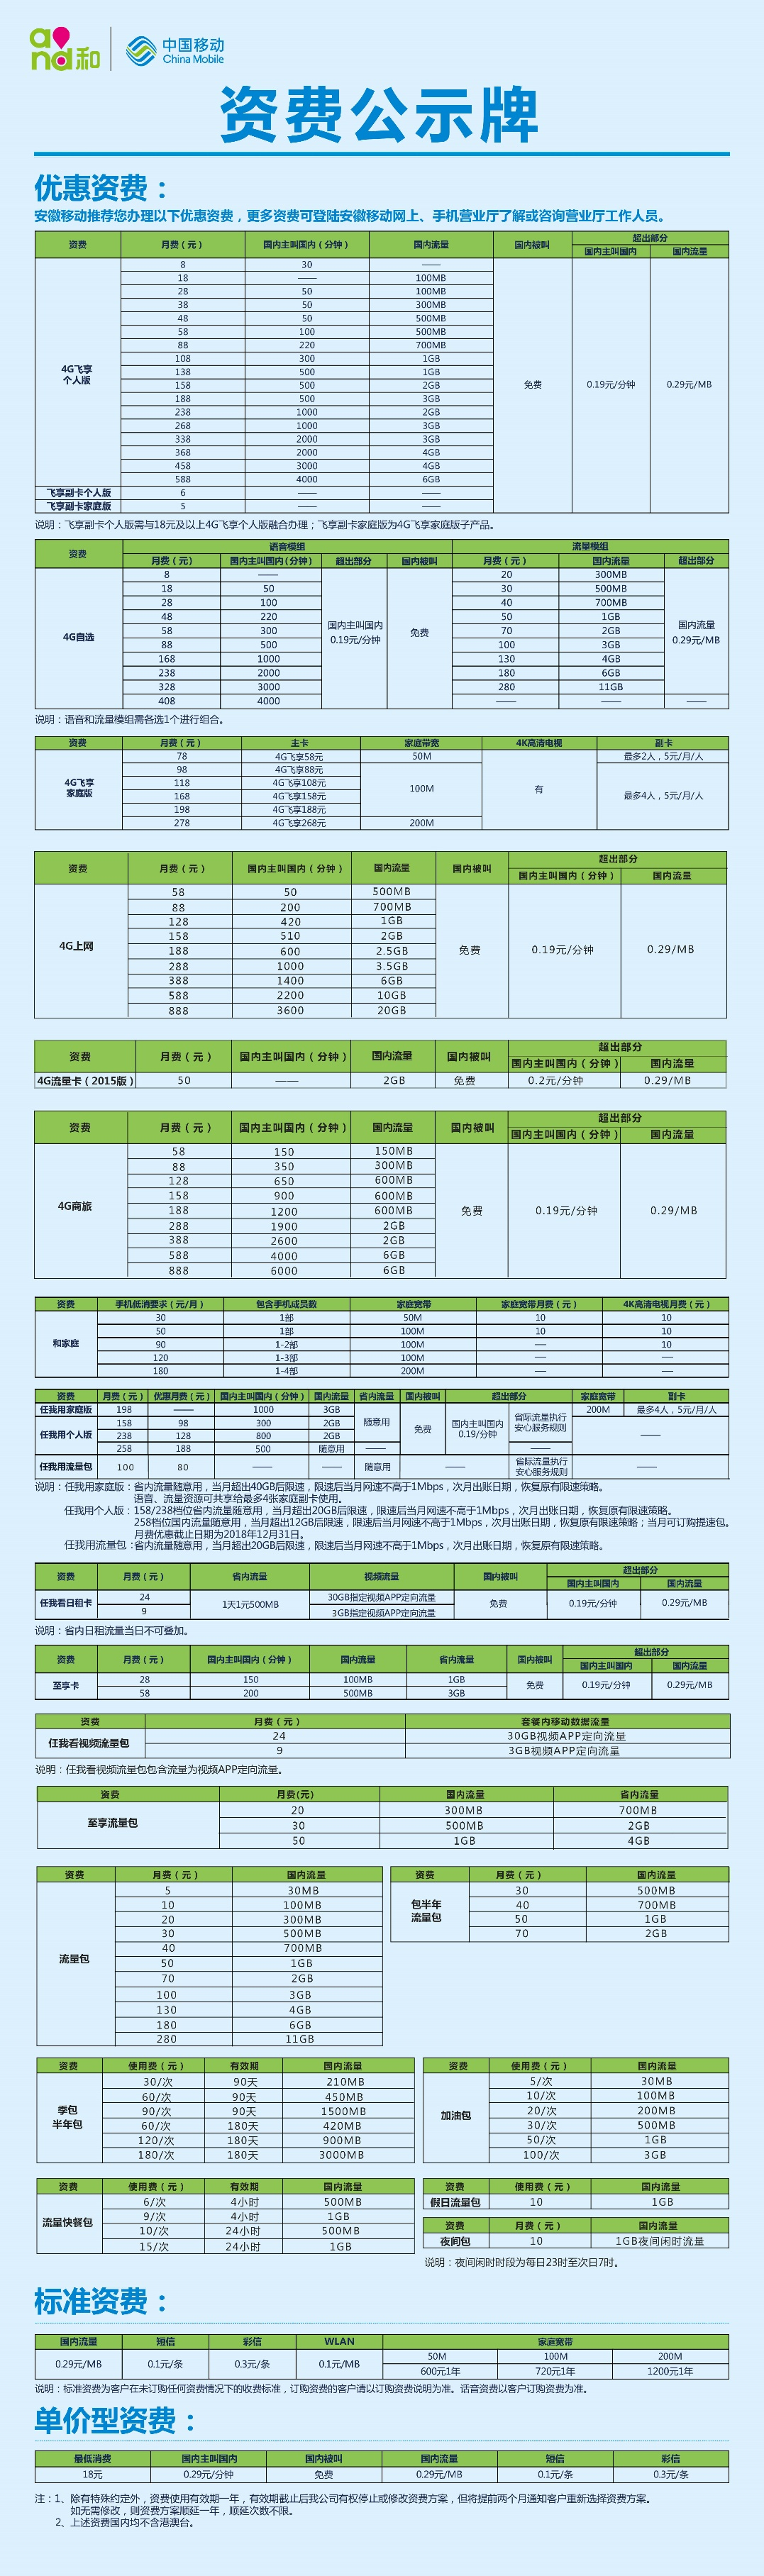 and和 中国移动 China Mobile
资费公示牌
优惠资费：
安徽移动推荐您办理以下优惠资费，更多资费可登陆安徽移动网上、手机营业厅了解或咨询营业厅工作人员。
资费 月费（元） 国内主叫国内（分钟） 国内流量 国内被叫 超出部分
国内主叫国内 国内流量
4G飞享个人版 免费 0.19元/分钟 0.29元/MB
8 30 ——
18 —— 100MB
28 50 100MB
38 50 300MB
48 50 500MB
58 100 500MB
88 220 700MB
108 300 1GB
138 500 1GB
158 500 2GB
188 500 3GB
238 1000 2GB
268 1000 3GB
338 2000 3GB
368 2000 4GB
458 3000 4GB
588 4000 6GB
飞享副卡个人版 6 —— ——
飞享副卡家庭版 5 —— ——
说明：飞享副卡个人版需与18元及以上4G飞享个人版融合办理；飞享副卡家庭版为4G飞享家庭版子产品。
资费 语音模组 流量模组
月费（元） 国内主叫国内（分钟） 超出部分 国内被叫 月费（元） 国内流量 超出部分
4G自选 国内主叫国内 0.19元/分钟 免费 国内流量 0.29元/MB
8 —— 20 300MB
18 50 30 500MB
28 100 40 700MB
48 220 50 1GB
58 300 70 2GB
88 500 100 3GB
168 1000 130 4GB
238 2000 180 6GB
328 3000 280 11GB
408 4000 —— —— ——
说明：语音和流量模组需各选1个进行组合。
资费 月费（元） 主卡 家庭带宽 4K高清电视 副卡
4G飞享家庭版 有
78 4G飞享58元 50M 最多2人，5元/月/人
98 4G飞享88元 100M 最多4人，5元/月/人
118 4G飞享108元
168 4G飞享158元
198 4G飞享188元
278 4G飞享268元 200M
资费 月费（元） 国内主叫国内（分钟） 国内流量 国内被叫 超出部分
国内主叫国内（分钟） 国内流量
4G上网 免费 0.19元/分钟 0.29/MB
58 50 500MB
88 200 700MB
128 420 1GB
158 510 2GB
188 600 2.5GB
288 1000 3.5GB
388 1400 6GB
588 2200 10GB
888 3600 20GB
资费 月费（元） 国内主叫国内（分钟） 国内流量 国内被叫 超出部分
国内主叫国内（分钟） 国内流量
4G流量卡（2015版） 50 —— 2GB 免费 0.2元/分钟 0.29/MB
资费 月费（元） 国内主叫国内（分钟） 国内流量 国内被叫 超出部分
国内主叫国内（分钟） 国内流量
4G商旅 免费 0.19元/分钟 0.29/MB
58 150 150MB
88 350 300MB
128 650 600MB
158 900 600MB
188 1200 600MB
288 1900 2GB
388 2600 2GB
588 4000 6GB
888 6000 6GB
资费 手机低消要求（元/月） 包含手机成员数 家庭宽带 家庭宽带月费（元） 4K高清电视月费（元）
和家庭
30 1部 50M 10 10
50 1部 100M 10 10
90 1-2部 100M — 10
120 1-3部 100M — —
180 1-4部 200M — —
资费 月费（元） 优惠月费（元） 国内主叫国内（分钟） 国内流量 省内流量 国内被叫 超出部分 家庭宽带 副卡
任我用家庭版 198 —— 1000 3GB 随意用 免费 国内主叫国内 0.19/分钟 省际流量执行安心服务规则 200M 最多4人，5元/月/人
任我用个人版 158 98 300 2GB ——
238 128 800 2GB
258 188 500 随意用 —— ——
任我用流量包 100 80 —— —— 随意用 —— 省际流量执行安心服务规则
说明：任我用家庭版：省内流量随意用，当月超出40GB后限速，限速后当月网速不高于1Mbps，次月出账日期，恢复原有限速策略。
语音、流量资源可共享给最多4张家庭副卡使用。
任我用个人版：158/238档位省内流量随意用，当月超出20GB后限速，限速后当月网速不高于1Mbps，次月出账日期，恢复原有限速策略。
258档位国内流量随意用，当月超出12GB后限速，限速后当月网速不高于1Mbps，次月出账日期，恢复原有限速策略；当月可订购提速包。
月费优惠截止日期为2018年12月31日。
任我用流量包：省内流量随意用，当月超出20GB后限速，限速后当月网速不高于1Mbps，次月出账日期，恢复原有限速策略。
资费 月费（元） 省内流量 视频流量 国内被叫 超出部分
国内主叫国内 国内流量
任我看日租卡 24 1天1元500MB 30GB指定视频APP定向流量 免费 0.19元/分钟 0.29元/MB
9 3GB指定视频APP定向流量
说明：省内日租流量当日不可叠加。
资费 月费（元） 国内主叫国内（分钟） 国内流量 省内流量 国内被叫 超出部分
国内主叫国内 国内流量
至享卡 28 150 100MB 1GB 免费 0.19元/分钟 0.29元/MB
58 200 500MB 3GB
资费 月费（元） 套餐内移动数据流量
任我看视频流量包 24 30GB视频APP定向流量
9 3GB视频APP定向流量
说明：任我看视频流量包包含流量为视频APP定向流量。
资费 月费(元) 国内流量 省内流量
至享流量包 20 300MB 700MB
30 500MB 2GB
50 1GB 4GB
资费 月费（元） 国内流量
流量包
5 30MB
10 100MB
20 300MB
30 500MB
40 700MB
50 1GB
70 2GB
100 3GB
130 4GB
180 6GB
280 11GB
资费 月费（元） 国内流量
包半年流量包
30 500MB
40 700MB
50 1GB
70 2GB
资费 使用费（元） 有效期 国内流量
季包半年包
30/次 90天 210MB
60/次 90天 450MB
90/次 90天 1500MB
60/次 180天 420MB
120/次 180天 900MB
180/次 180天 3000MB
资费 使用费（元） 国内流量
加油包
5/次 30MB
10/次 100MB
20/次 200MB
30/次 500MB
50/次 1GB
100/次 3GB
资费 使用费（元） 有效期 国内流量
流量快餐包
6/次 4小时 500MB
9/次 4小时 1GB
10/次 24小时 500MB
15/次 24小时 1GB
资费 使用费（元） 国内流量
假日流量包 10 1GB
资费 月费（元） 国内流量
夜间包 10 1GB夜间闲时流量
说明：夜间闲时时段为每日23时至次日7时。
标准资费：
国内流量 短信 彩信 WLAN 家庭宽带
0.29元/MB 0.1元/条 0.3元/条 0.1元/MB 50M 100M 200M
600元1年 720元1年 1200元1年
说明：标准资费为客户在未订购任何资费情况下的收费标准，订购资费的客户请以订购资费说明为准。话音资费以客户订购资费为准。
单价型资费：
最低消费 国内主叫国内 国内被叫 国内流量 短信 彩信
18元 0.29元/分钟 免费 0.29元/MB 0.1元/条 0.3元/条
注：1、除有特殊约定外，资费使用有效期一年，有效期截止后我公司有权停止或修改资费方案，但将提前两个月通知客户重新选择资费方案。
如无需修改，则资费方案顺延一年，顺延次数不限。
2、上述资费国内均不含港澳台。